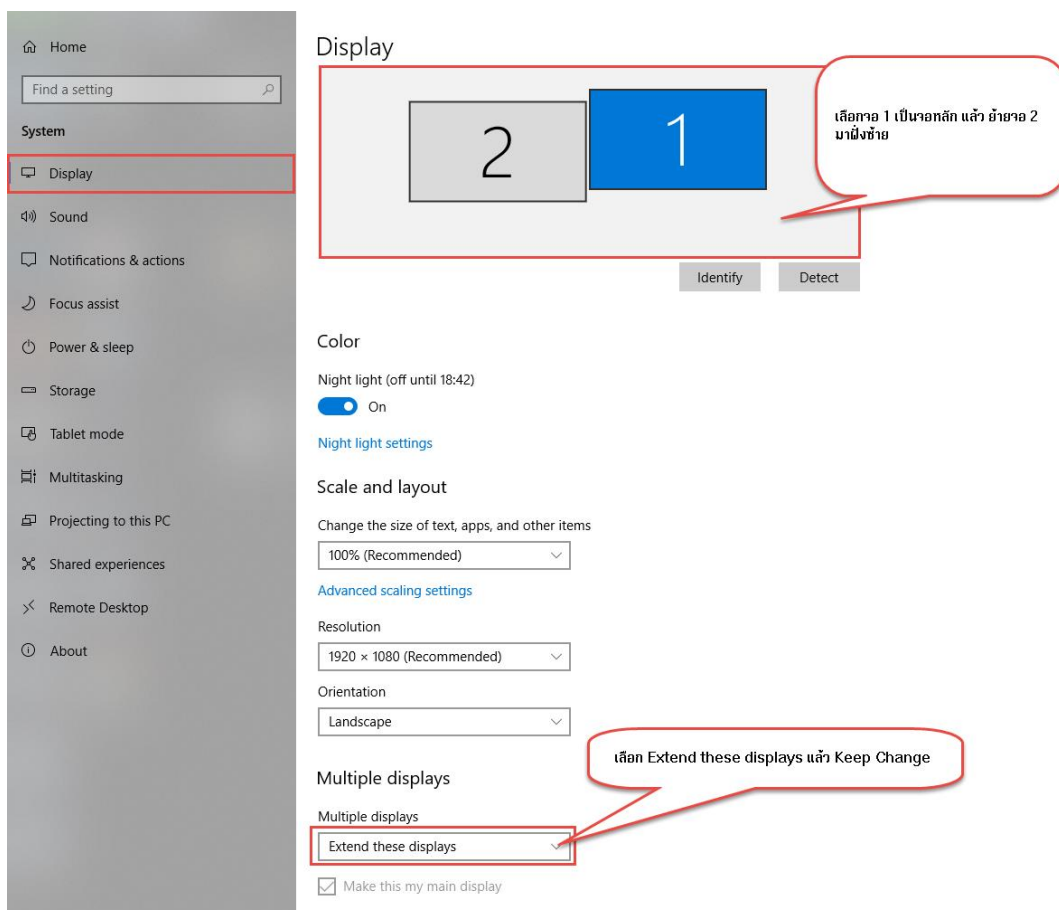 Home
Find a setting
System
Display
Sound
Notifications & actions
Focus assist
Power & sleep
Storage
Tablet mode
Multitasking
Projecting to this PC
Shared experiences
Remote Desktop
About
Display
2
1
เลือกจอ 1 เป็นจอหลัก แล้ว ย้ายจอ 2
มาฝั่งซ้าย
Identify
Detect
Color
Night light (off until 18:42)
On
Night light settings
Scale and layout
Change the size of text, apps, and other items
100% (Recommended)
Advanced scaling settings
Resolution
1920 × 1080 (Recommended)
Orientation
Landscape
เลือก Extend these displays แล้ว Keep Change
Multiple displays
Multiple displays
Extend these displays
Make this my main display